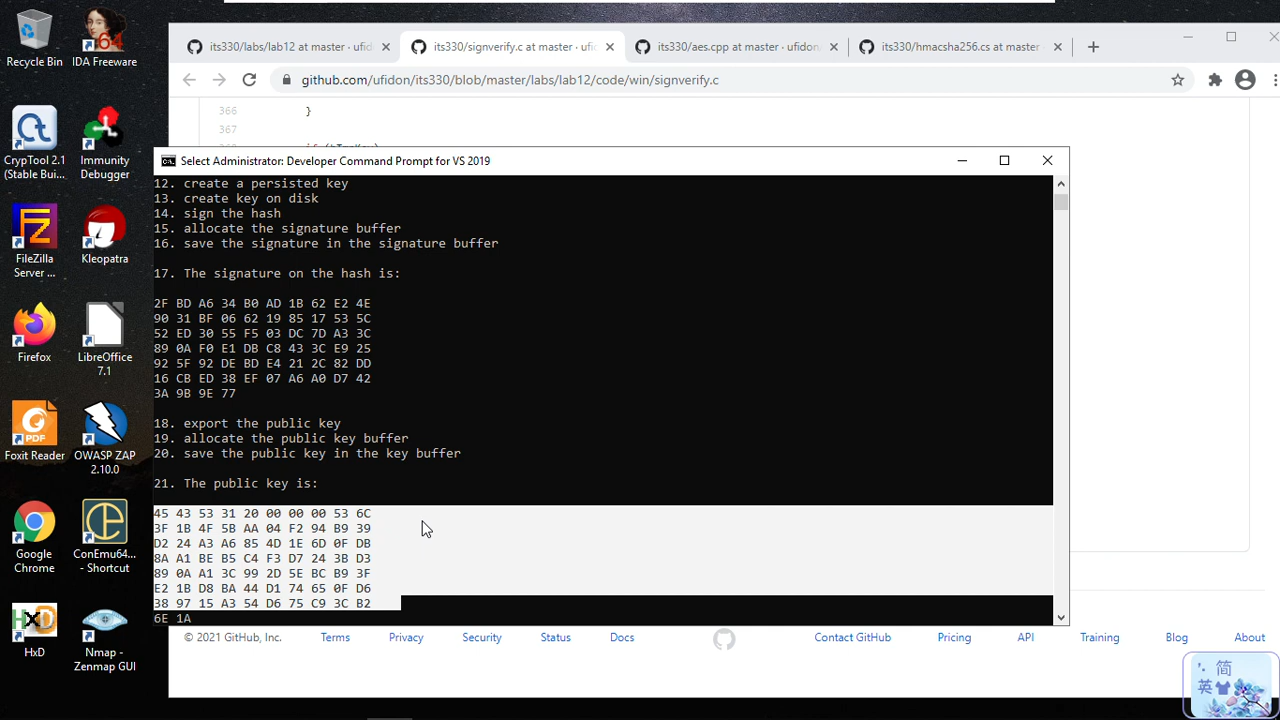 its330/labs/lab12 at master · ufid
its330/signverify.c at master · ufi
its330/aes.cpp at master · ufidon
its330/hmacsha256.cs at master
github.com/ufidon/its330/blob/master/labs/lab12/code/win/signverify.c
366 }
367
Select Administrator: Developer Command Prompt for VS 2019
12. create a persisted key
13. create key on disk
14. sign the hash
15. allocate the signature buffer
16. save the signature in the signature buffer
17. The signature on the hash is:
2F BD A6 34 B0 AD 1B 62 E2 4E
90 31 BF 06 62 19 85 17 53 5C
52 ED 30 55 F5 03 DC 7D A3 3C
89 0A F0 E1 DB C8 43 3C E9 25
92 5F 92 DE BD E4 21 2C 82 DD
16 CB ED 38 EF 07 A6 A0 D7 42
3A 9B 9E 77
18. export the public key
19. allocate the public key buffer
20. save the public key in the key buffer
21. The public key is:
45 43 53 31 20 00 00 00 53 6C
3F 1B 4F 5B AA 04 F2 94 B9 39
D2 24 A3 A6 85 4D 1E 6D 0F DB
8A A1 BE B5 C4 F3 D7 24 3B D3
89 0A A1 3C 99 2D 5E BC B9 3F
E2 1B D8 BA 44 D1 74 65 0F D6
38 97 15 A3 54 D6 75 C9 3C B2
6E 1A
Recycle Bin
IDA Freeware
CrypTool 2.1
(Stable Bui...
Immunity
Debugger
FileZilla
Server ...
Kleopatra
Firefox
LibreOffice
7.1
Foxit Reader
OWASP ZAP
2.10.0
Google
Chrome
ConEmu64...
- Shortcut
HxD
Nmap -
Zenmap GUI
© 2021 GitHub, Inc.
Terms
Privacy
Security
Status
Docs
Contact GitHub
Pricing
API
Training
Blog
About
简
英